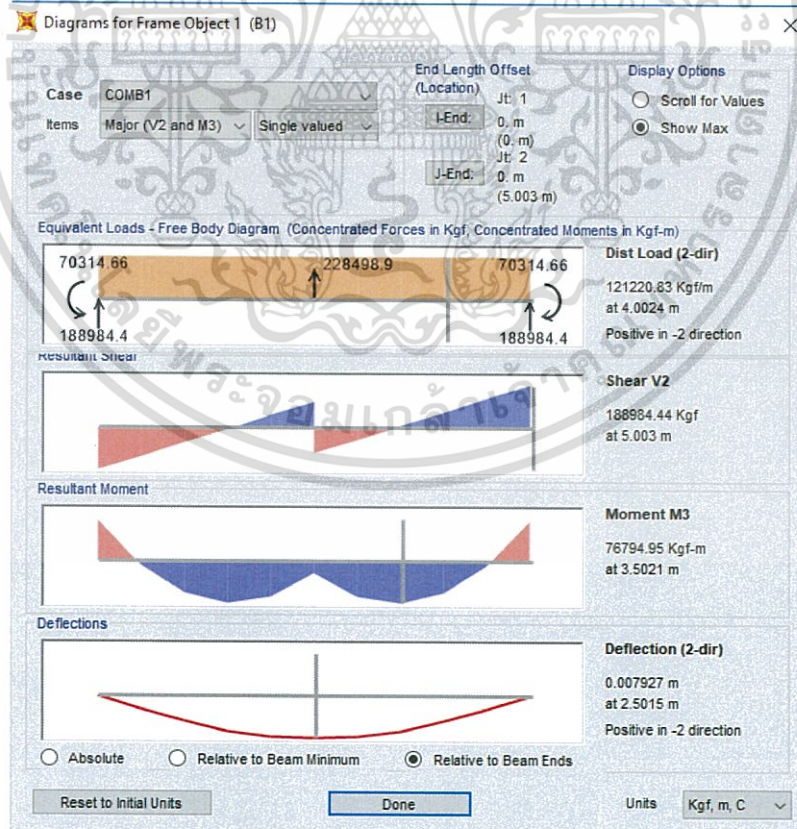 Diagrams for Frame Object 1 (B1)
Case COMB1
Items Major (V2 and M3) Single valued
End Length Offset
(Location)
Jt: 1
I-End: 0. m
(0. m)
Jt: 2
J-End: 0. m
(5.003 m)
Display Options
Scroll for Values
Show Max
Equivalent Loads - Free Body Diagram (Concentrated Forces in Kgf, Concentrated Moments in Kgf-m)
70314.66 228498.9 70314.66
188984.4 188984.4
Dist Load (2-dir)
121220.83 Kgf/m
at 4.0024 m
Positive in -2 direction
Resultant Shear
Shear V2
188984.44 Kgf
at 5.003 m
Resultant Moment
Moment M3
76794.95 Kgf-m
at 3.5021 m
Deflections
Deflection (2-dir)
0.007927 m
at 2.5015 m
Positive in -2 direction
Absolute Relative to Beam Minimum Relative to Beam Ends
Reset to Initial Units Done Units Kgf, m, C